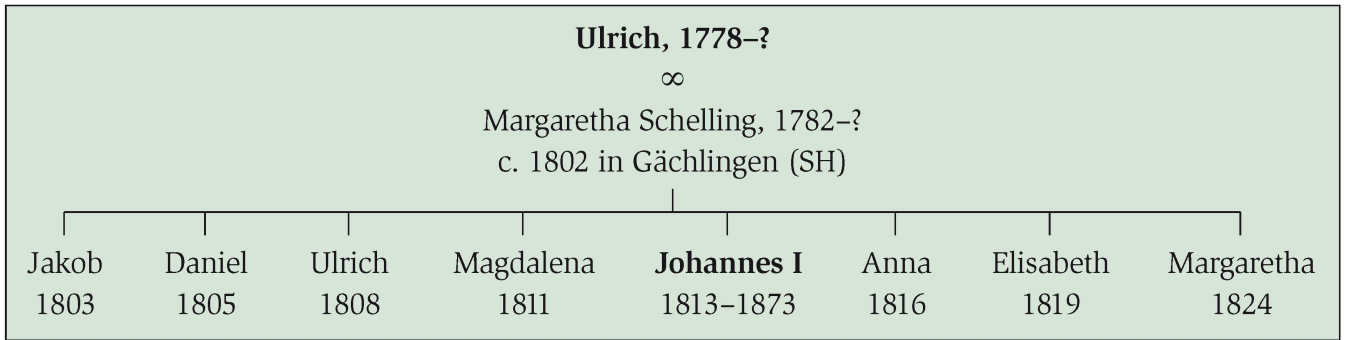 Ulrich, 1778–?
∞
Margaretha Schelling, 1782–?
c. 1802 in Gächlingen (SH)
Jakob Daniel Ulrich Magdalena Johannes I Anna Elisabeth Margaretha
1803 1805 1808 1811 1813–1873 1816 1819 1824